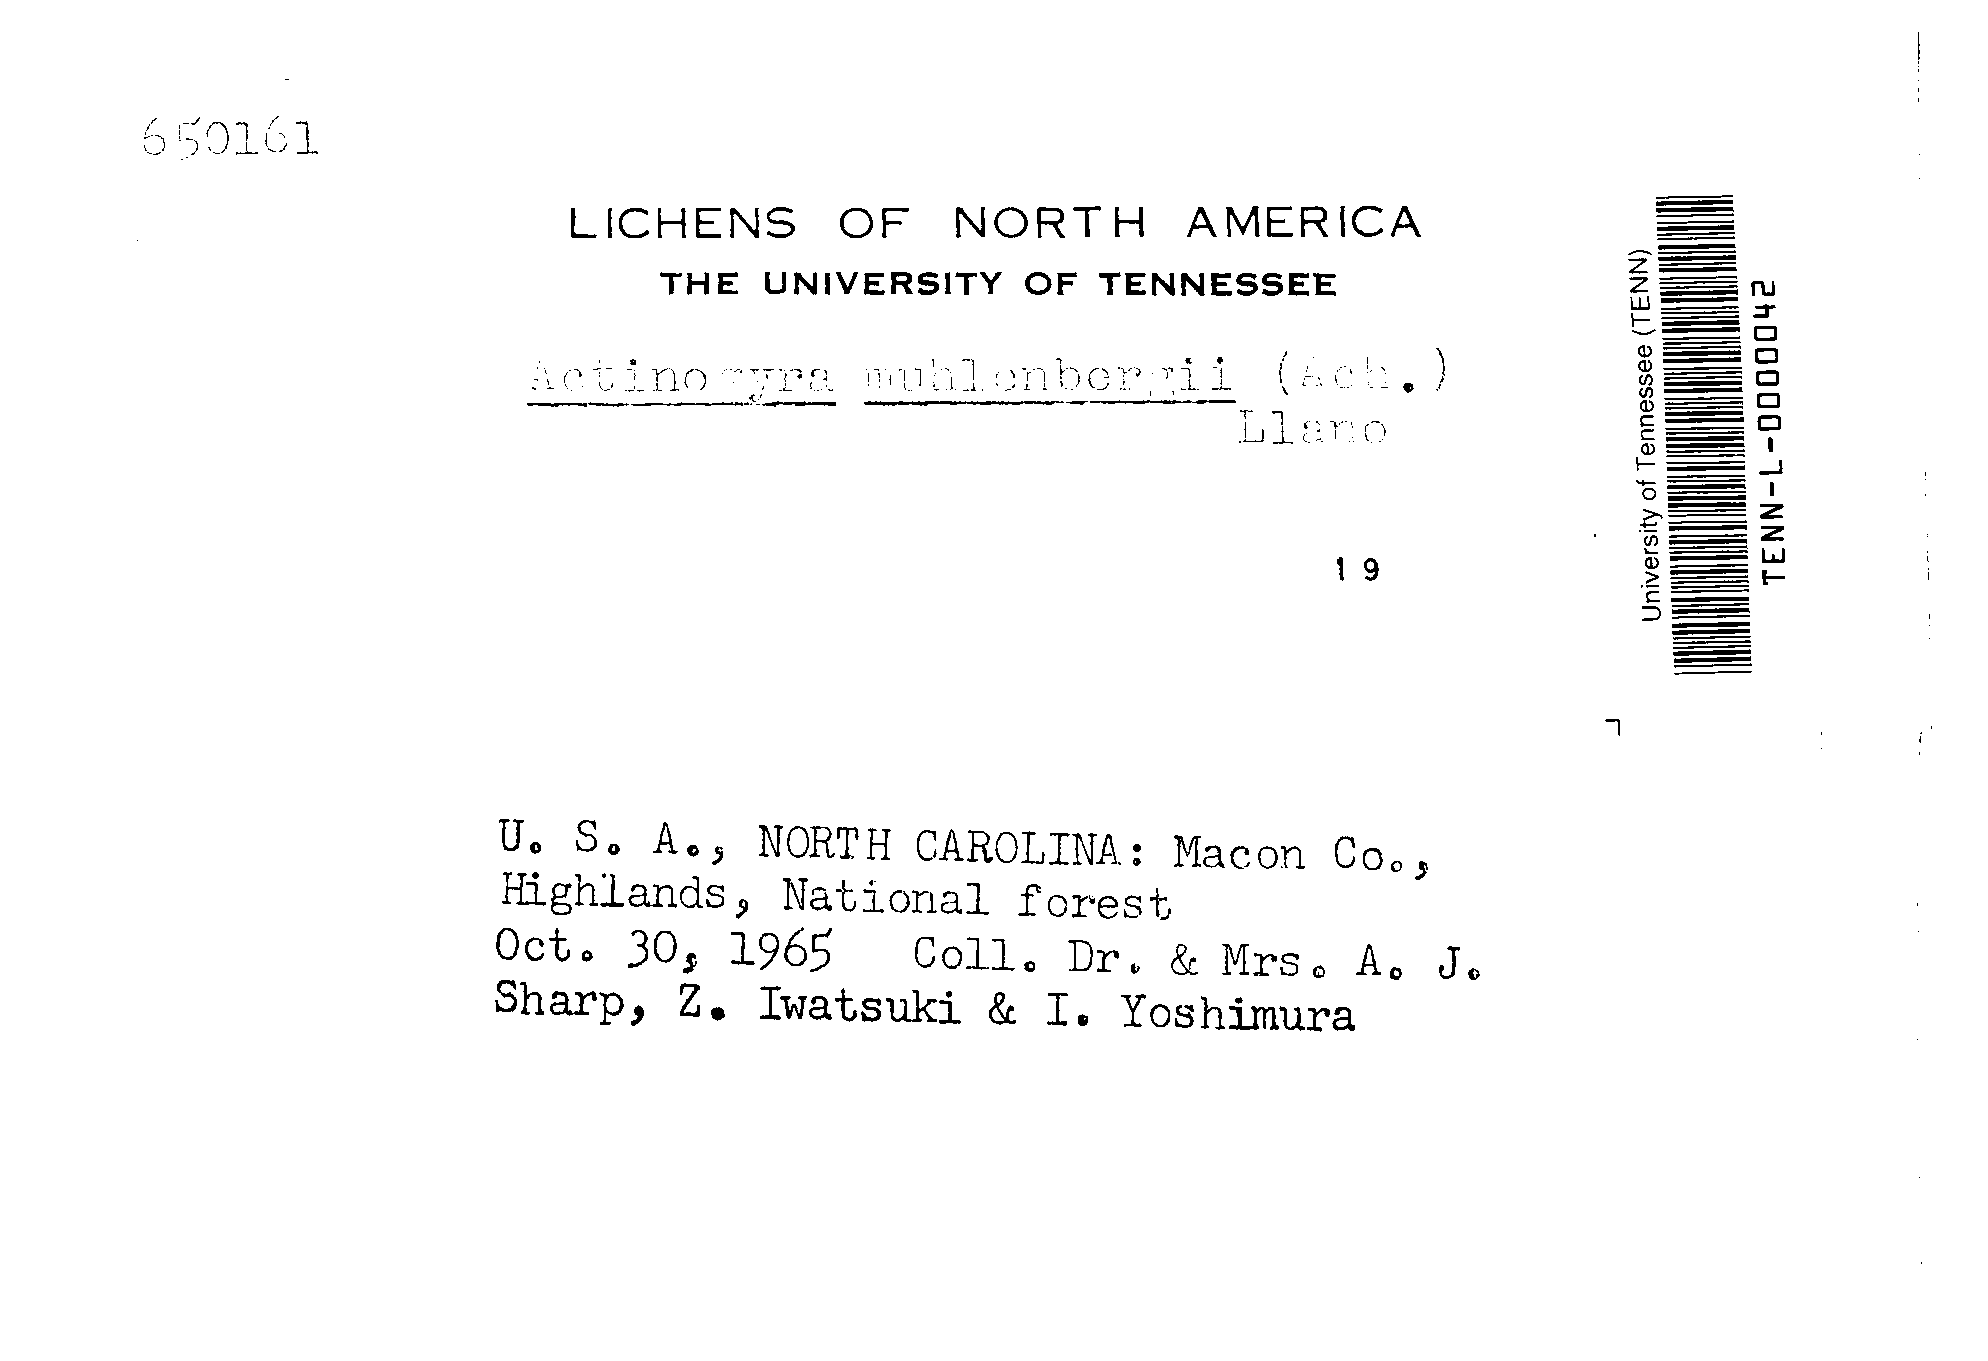 650161
LICHENS OF NORTH AMERICA
THE UNIVERSITY OF TENNESSEE
Actinogyra muhlenbergii (Ach.)
Llano
19
University of Tennessee (TENN)
TENN-L-0000042
U. S. A., NORTH CAROLINA: Macon Co.,
Highlands, National forest
Oct. 30, 1965 Coll. Dr. & Mrs. A. J.
Sharp, Z. Iwatsuki & I. Yoshimura